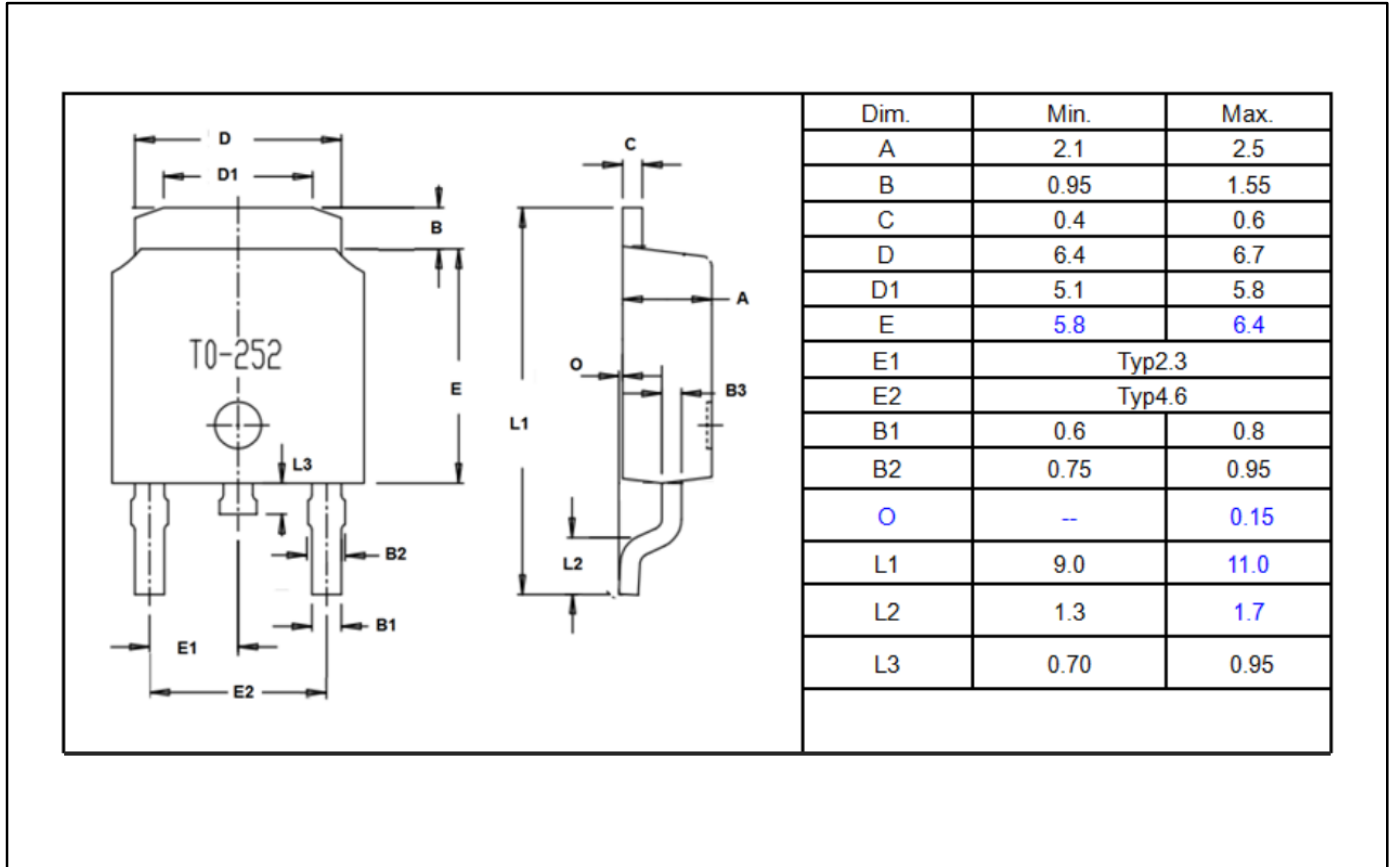 D
D1
B
TO-252
E
L3
B2
B1
E1
E2
C
A
O
B3
L1
L2
Dim. Min. Max.
A 2.1 2.5
B 0.95 1.55
C 0.4 0.6
D 6.4 6.7
D1 5.1 5.8
E 5.8 6.4
E1 Typ2.3
E2 Typ4.6
B1 0.6 0.8
B2 0.75 0.95
O -- 0.15
L1 9.0 11.0
L2 1.3 1.7
L3 0.70 0.95